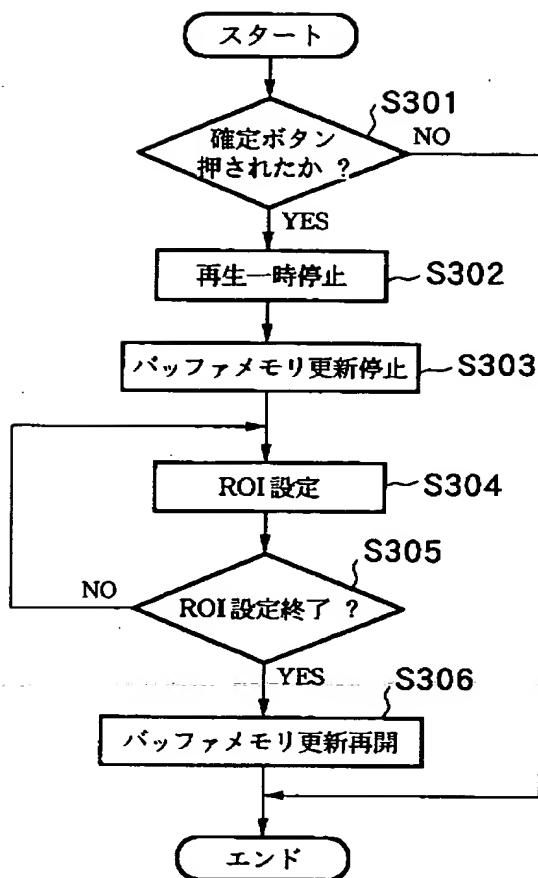 スタート
S301
確定ボタン
押されたか ?
NO
YES
再生一時停止
S302
バッファメモリ更新停止
S303
ROI設定
S304
S305
NO
ROI設定終了 ?
YES
S306
バッファメモリ更新再開
エンド